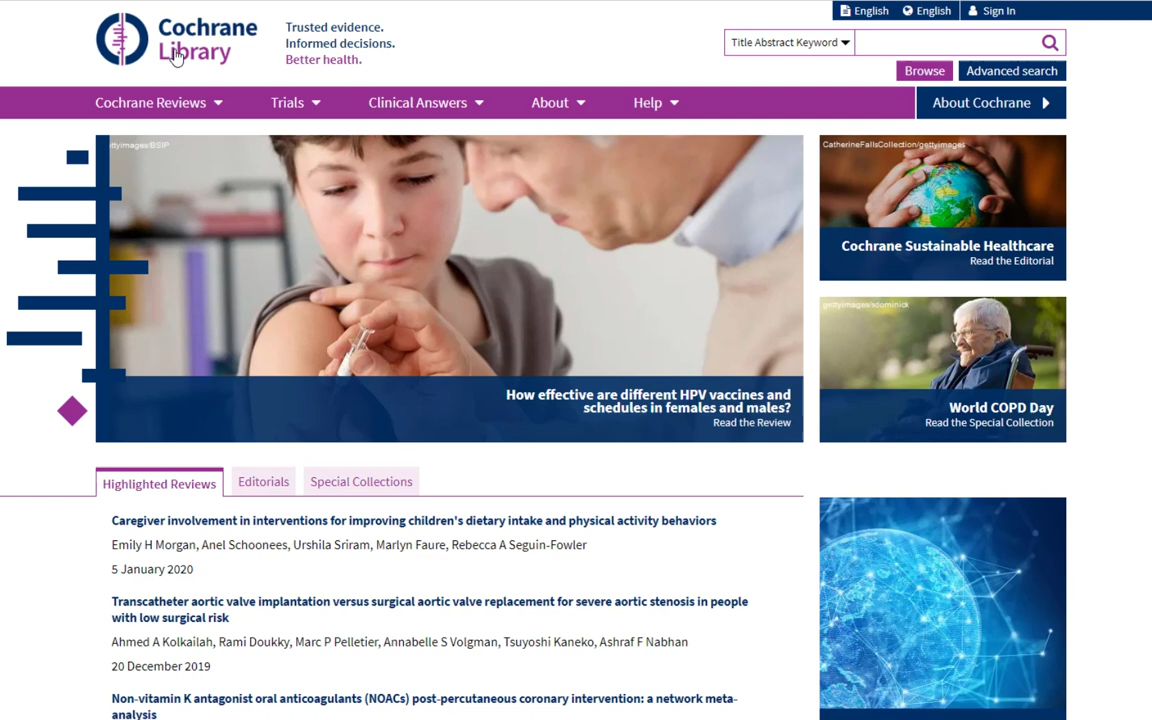 English English Sign In
Cochrane
Library
Trusted evidence.
Informed decisions.
Better health.
Title Abstract Keyword
Browse Advanced search
Cochrane Reviews Trials Clinical Answers About Help About Cochrane
ttyimages/BSIP
How effective are different HPV vaccines and
schedules in females and males?
Read the Review
CatherineFallsCollection/gettyimages
Cochrane Sustainable Healthcare
Read the Editorial
gettyimages/sdominick
World COPD Day
Read the Special Collection
Highlighted Reviews Editorials Special Collections
Caregiver involvement in interventions for improving children's dietary intake and physical activity behaviors
Emily H Morgan, Anel Schoonees, Urshila Sriram, Marlyn Faure, Rebecca A Seguin-Fowler
5 January 2020
Transcatheter aortic valve implantation versus surgical aortic valve replacement for severe aortic stenosis in people
with low surgical risk
Ahmed A Kolkailah, Rami Doukky, Marc P Pelletier, Annabelle S Volgman, Tsuyoshi Kaneko, Ashraf F Nabhan
20 December 2019
Non-vitamin K antagonist oral anticoagulants (NOACs) post-percutaneous coronary intervention: a network meta-
analysis